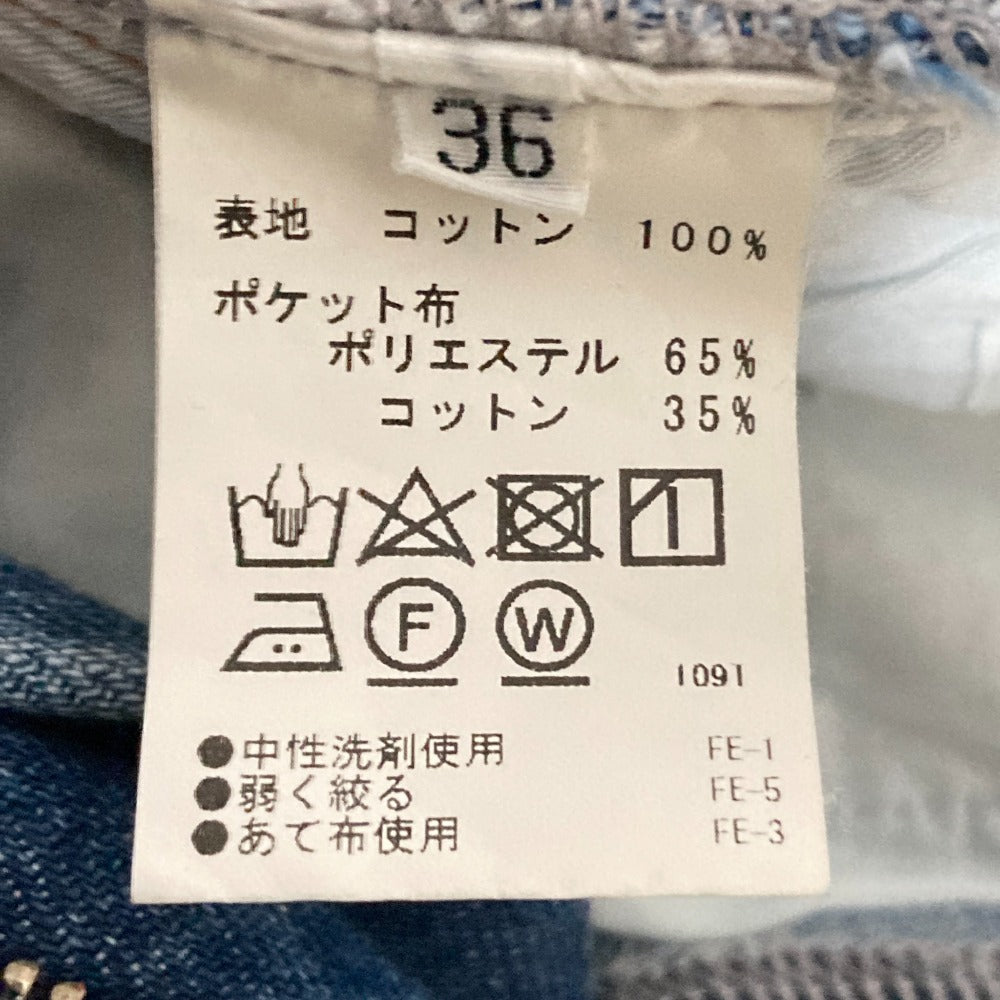 36
表地 コットン 100%
ポケット布
ポリエステル 65%
コットン 35%
F W
1091
●中性洗剤使用 FE-1
●弱く絞る FE-5
●あて布使用 FE-3